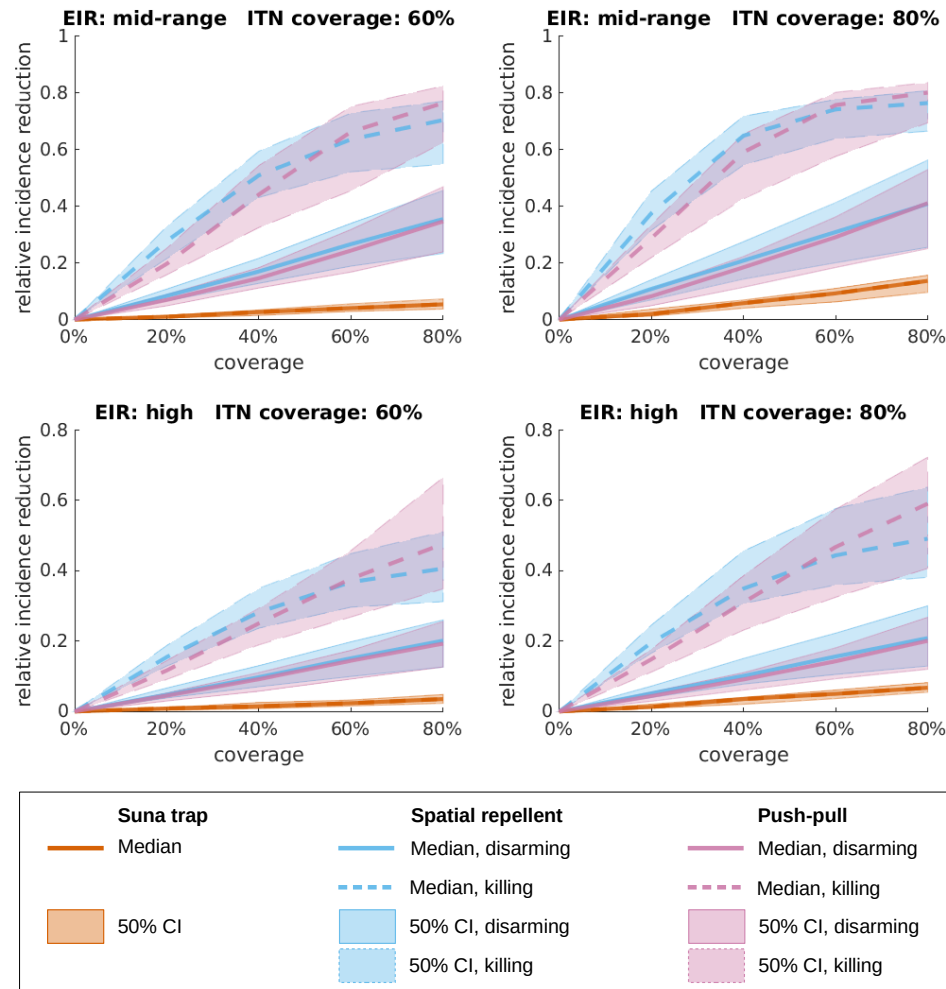 EIR: mid-range ITN coverage: 60%
relative incidence reduction
1
0.8
0.6
0.4
0.2
0
0% 20% 40% 60% 80%
coverage
EIR: mid-range ITN coverage: 80%
relative incidence reduction
1
0.8
0.6
0.4
0.2
0
0% 20% 40% 60% 80%
coverage
EIR: high ITN coverage: 60%
relative incidence reduction
0.8
0.6
0.4
0.2
0
0% 20% 40% 60% 80%
coverage
EIR: high ITN coverage: 80%
relative incidence reduction
0.8
0.6
0.4
0.2
0
0% 20% 40% 60% 80%
coverage
Suna trap
Median
50% CI
Spatial repellent
Median, disarming
Median, killing
50% CI, disarming
50% CI, killing
Push-pull
Median, disarming
Median, killing
50% CI, disarming
50% CI, killing